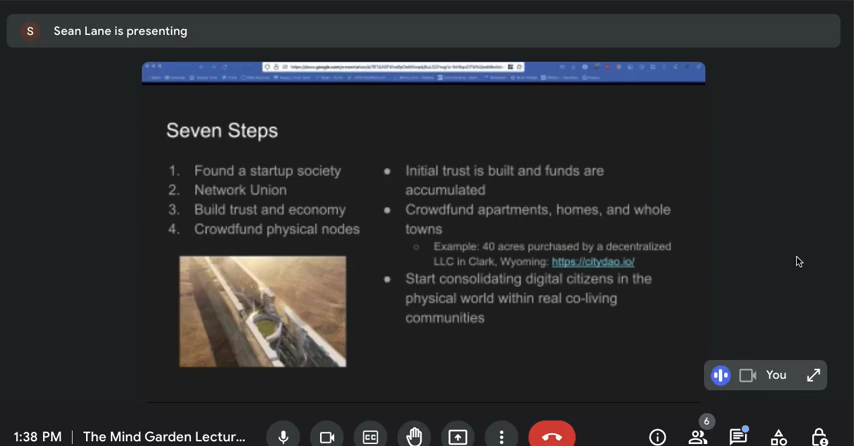 S Sean Lane is presenting
Seven Steps
1. Found a startup society
2. Network Union
3. Build trust and economy
4. Crowdfund physical nodes
● Initial trust is built and funds are
accumulated
● Crowdfund apartments, homes, and whole
towns
○ Example: 40 acres purchased by a decentralized
LLC in Clark, Wyoming: https://citydao.io/
● Start consolidating digital citizens in the
physical world within real co-living
communities
You
6
1:38 PM | The Mind Garden Lectur...
CC